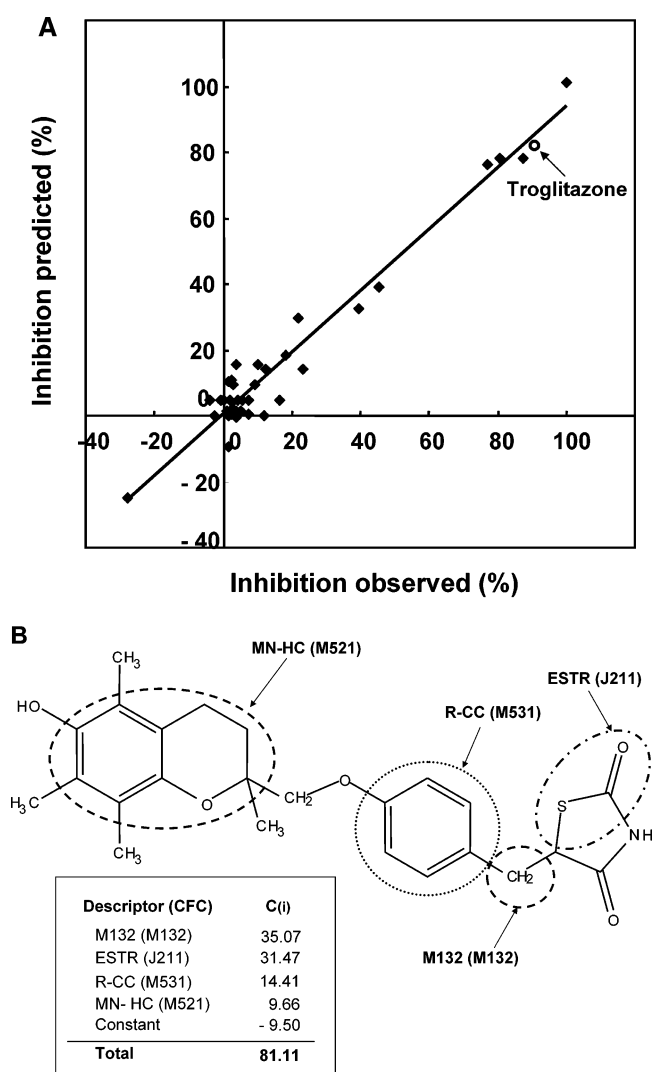 A
Inhibition predicted (%)
100
80
60
40
20
0
- 20
- 40
-40 -20 0 20 40 60 80 100
Troglitazone
Inhibition observed (%)
B
MN-HC (M521)
ESTR (J211)
R-CC (M531)
CH3
HO
H3C
CH3
O
CH3
CH2
O
CH2
S
O
NH
O
M132 (M132)
Descriptor (CFC) C(i)
M132 (M132) 35.07
ESTR (J211) 31.47
R-CC (M531) 14.41
MN- HC (M521) 9.66
Constant - 9.50
Total 81.11